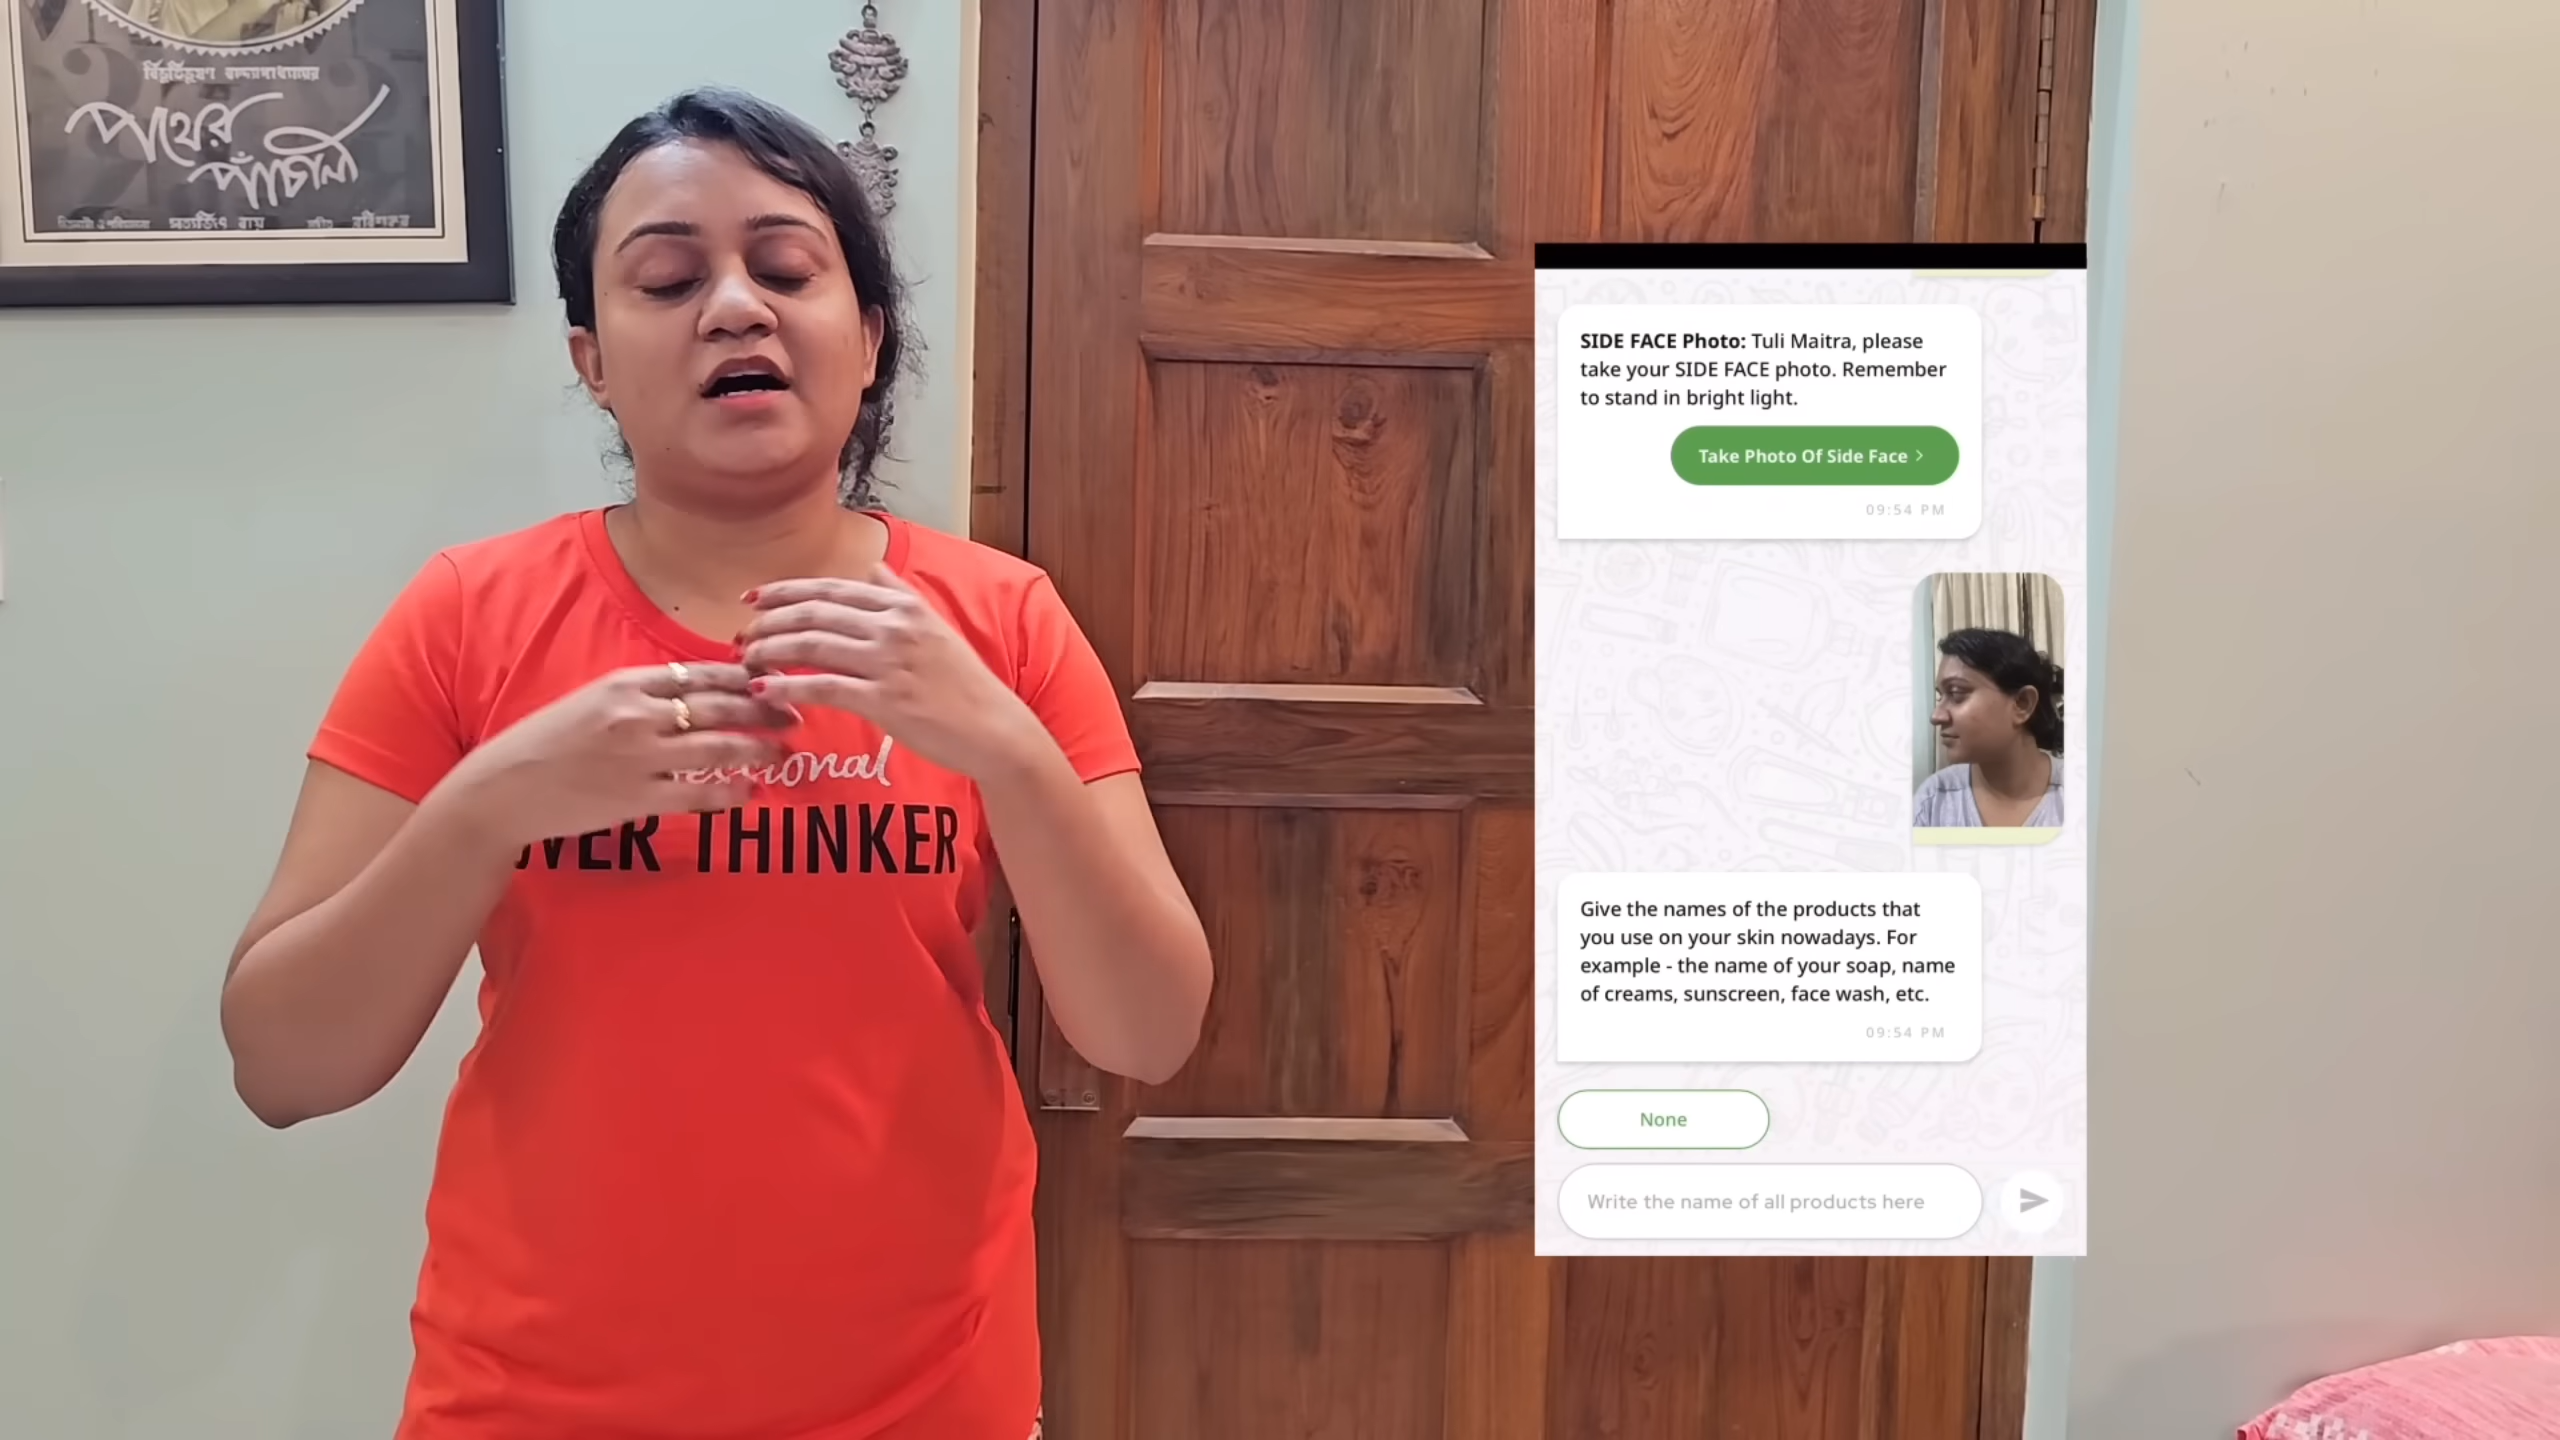 পথের
পাঁচালী
সত্যজিৎ রায়
OVER THINKER
SIDE FACE Photo: Tuli Maitra, please
take your SIDE FACE photo. Remember
to stand in bright light.
Take Photo Of Side Face >
09:54 PM
Give the names of the products that
you use on your skin nowadays. For
example - the name of your soap, name
of creams, sunscreen, face wash, etc.
09:54 PM
None
Write the name of all products here